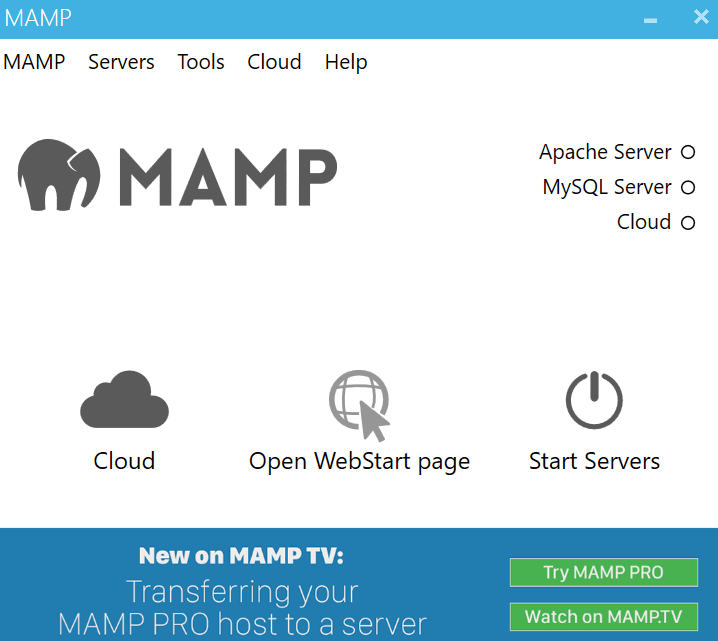 MAMP
MAMP Servers Tools Cloud Help
MAMP
Apache Server
MySQL Server
Cloud
Cloud
Open WebStart page
Start Servers
New on MAMP TV:
Transferring your
MAMP PRO host to a server
Try MAMP PRO
Watch on MAMP.TV